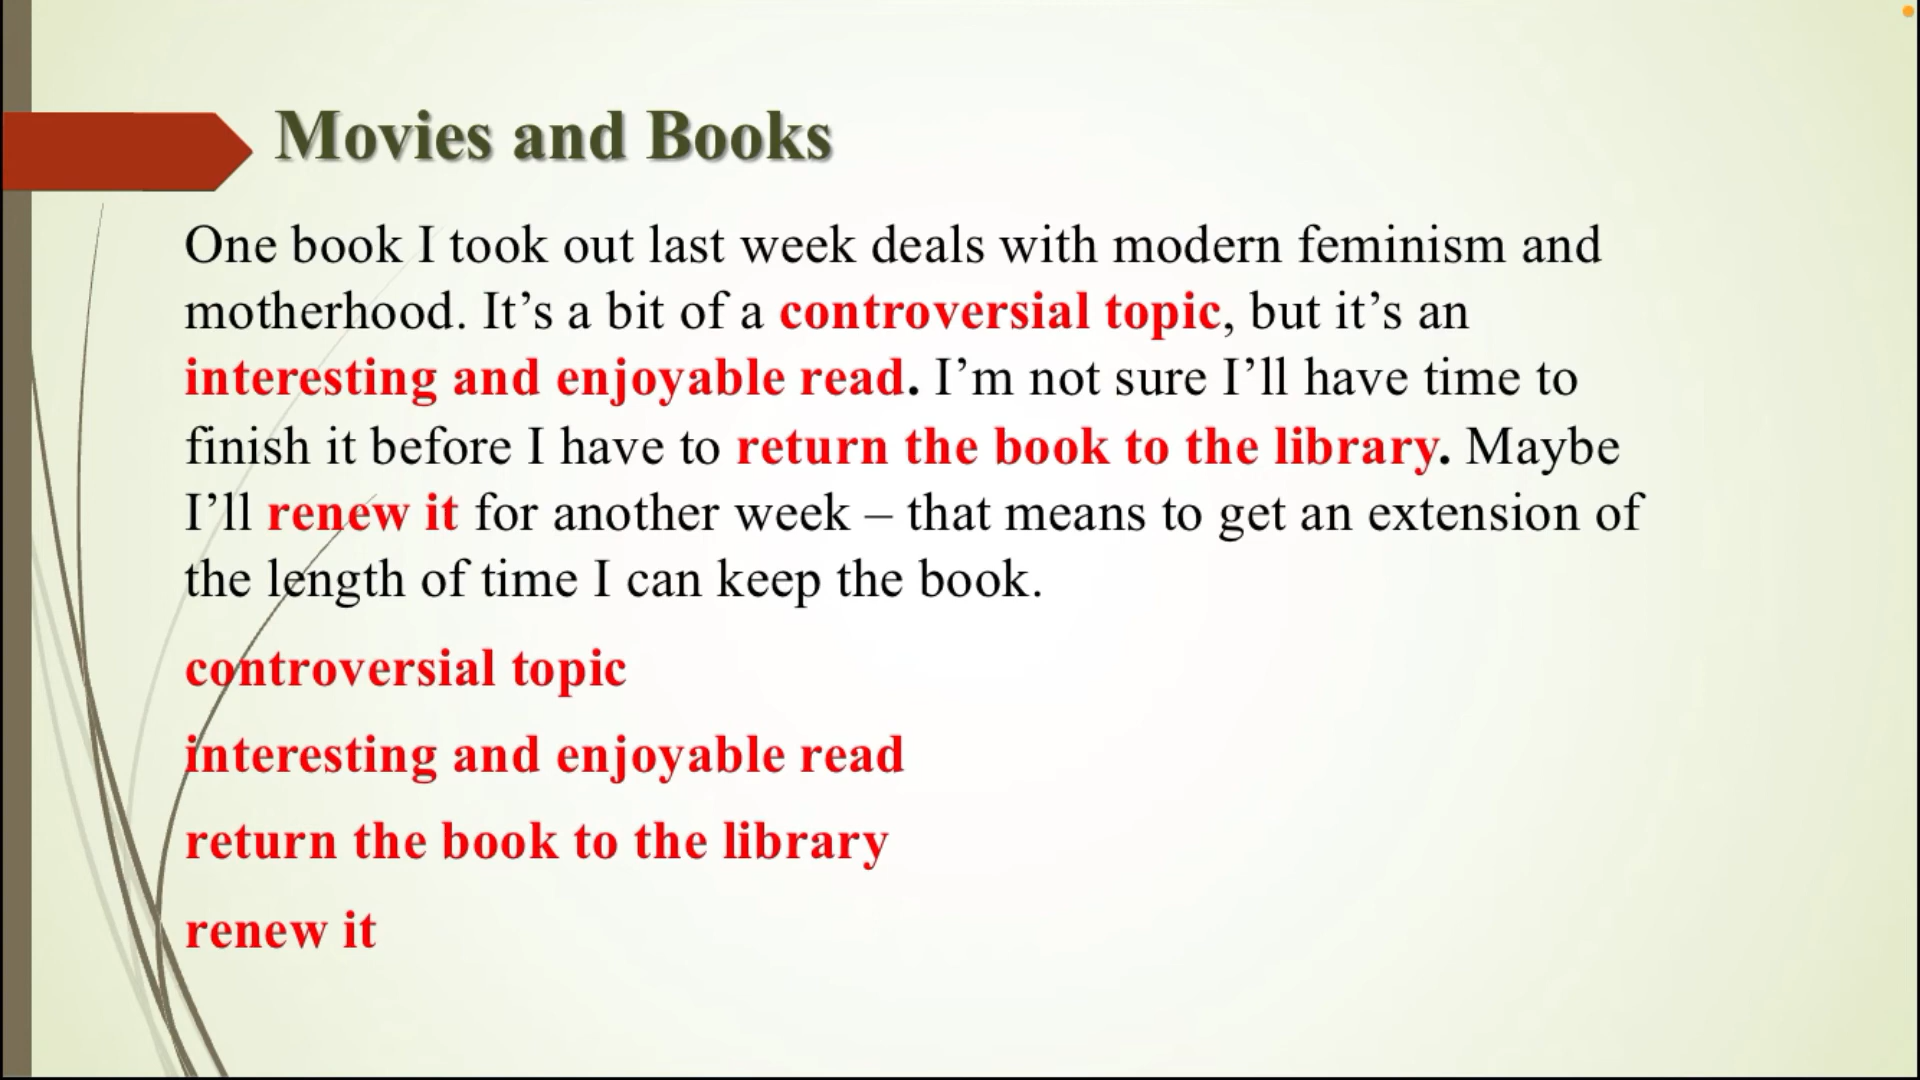 Movies and Books
One book I took out last week deals with modern feminism and
motherhood. It’s a bit of a controversial topic, but it’s an
interesting and enjoyable read. I’m not sure I’ll have time to
finish it before I have to return the book to the library. Maybe
I’ll renew it for another week – that means to get an extension of
the length of time I can keep the book.
controversial topic
interesting and enjoyable read
return the book to the library
renew it